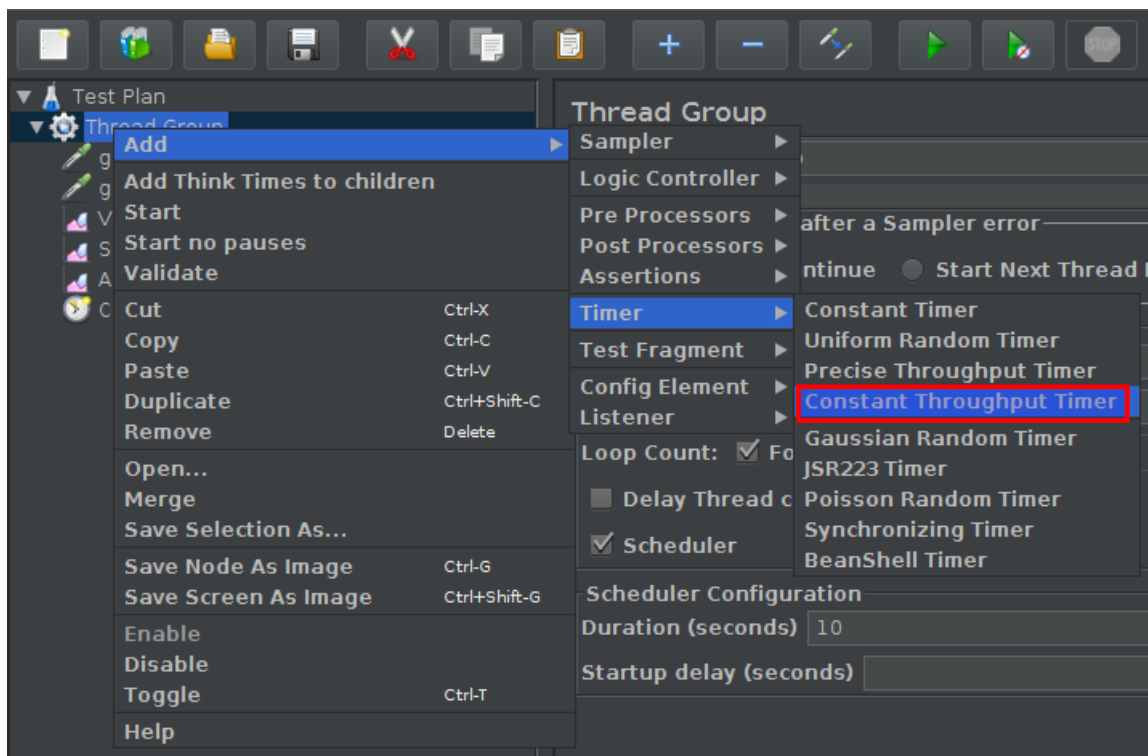 STOP
Test Plan
Thread Group
Thread Group
g
g
V
S
A
C
Add
Add Think Times to children
Start
Start no pauses
Validate
Cut Ctrl-X
Copy Ctrl-C
Paste Ctrl-V
Duplicate Ctrl+Shift-C
Remove Delete
Open...
Merge
Save Selection As...
Save Node As Image Ctrl-G
Save Screen As Image Ctrl+Shift-G
Enable
Disable
Toggle Ctrl-T
Help
Sampler
Logic Controller
Pre Processors
Post Processors
Assertions
Timer
Test Fragment
Config Element
Listener
after a Sampler error
ntinue Start Next Thread
Constant Timer
Uniform Random Timer
Precise Throughput Timer
Constant Throughput Timer
Gaussian Random Timer
JSR223 Timer
Poisson Random Timer
Synchronizing Timer
BeanShell Timer
Loop Count: Fo
Delay Thread c
Scheduler
Scheduler Configuration
Duration (seconds) 10
Startup delay (seconds)